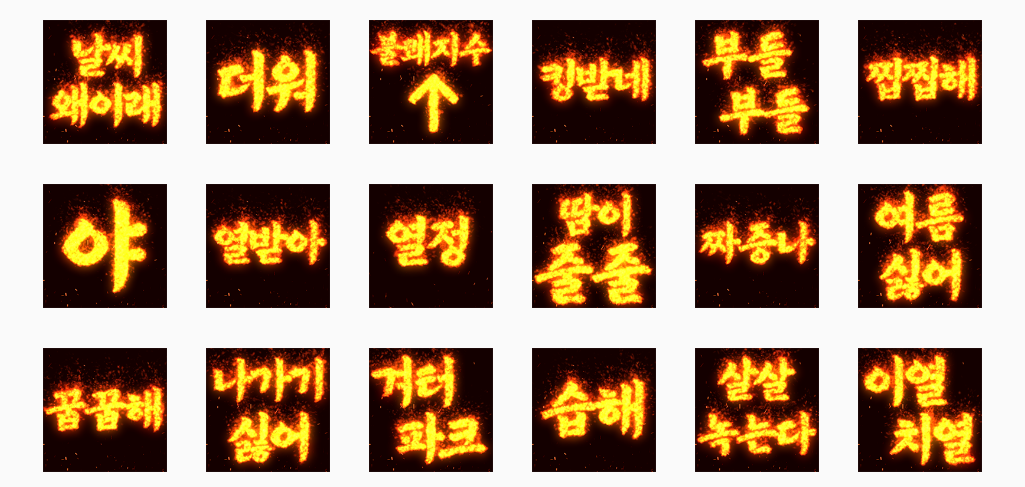 날씨
왜이래
더워
불쾌지수
↑
킹받네
부들
부들
찝찝해
야
열받아
열정
땀이
줄줄
짜증나
여름
싫어
꿉꿉해
나가기
싫어
겨터
파크
습해
살살
녹는다
이열
치열